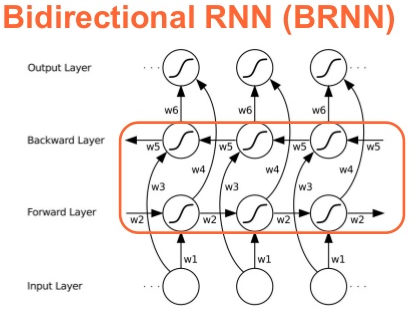 Bidirectional RNN (BRNN)
Output Layer
w6 w6 w6
Backward Layer
w5 w5 w5 w5
w4 w4 w4
w3 w3 w3
Forward Layer
w2 w2 w2 w2
w1 w1 w1
Input Layer